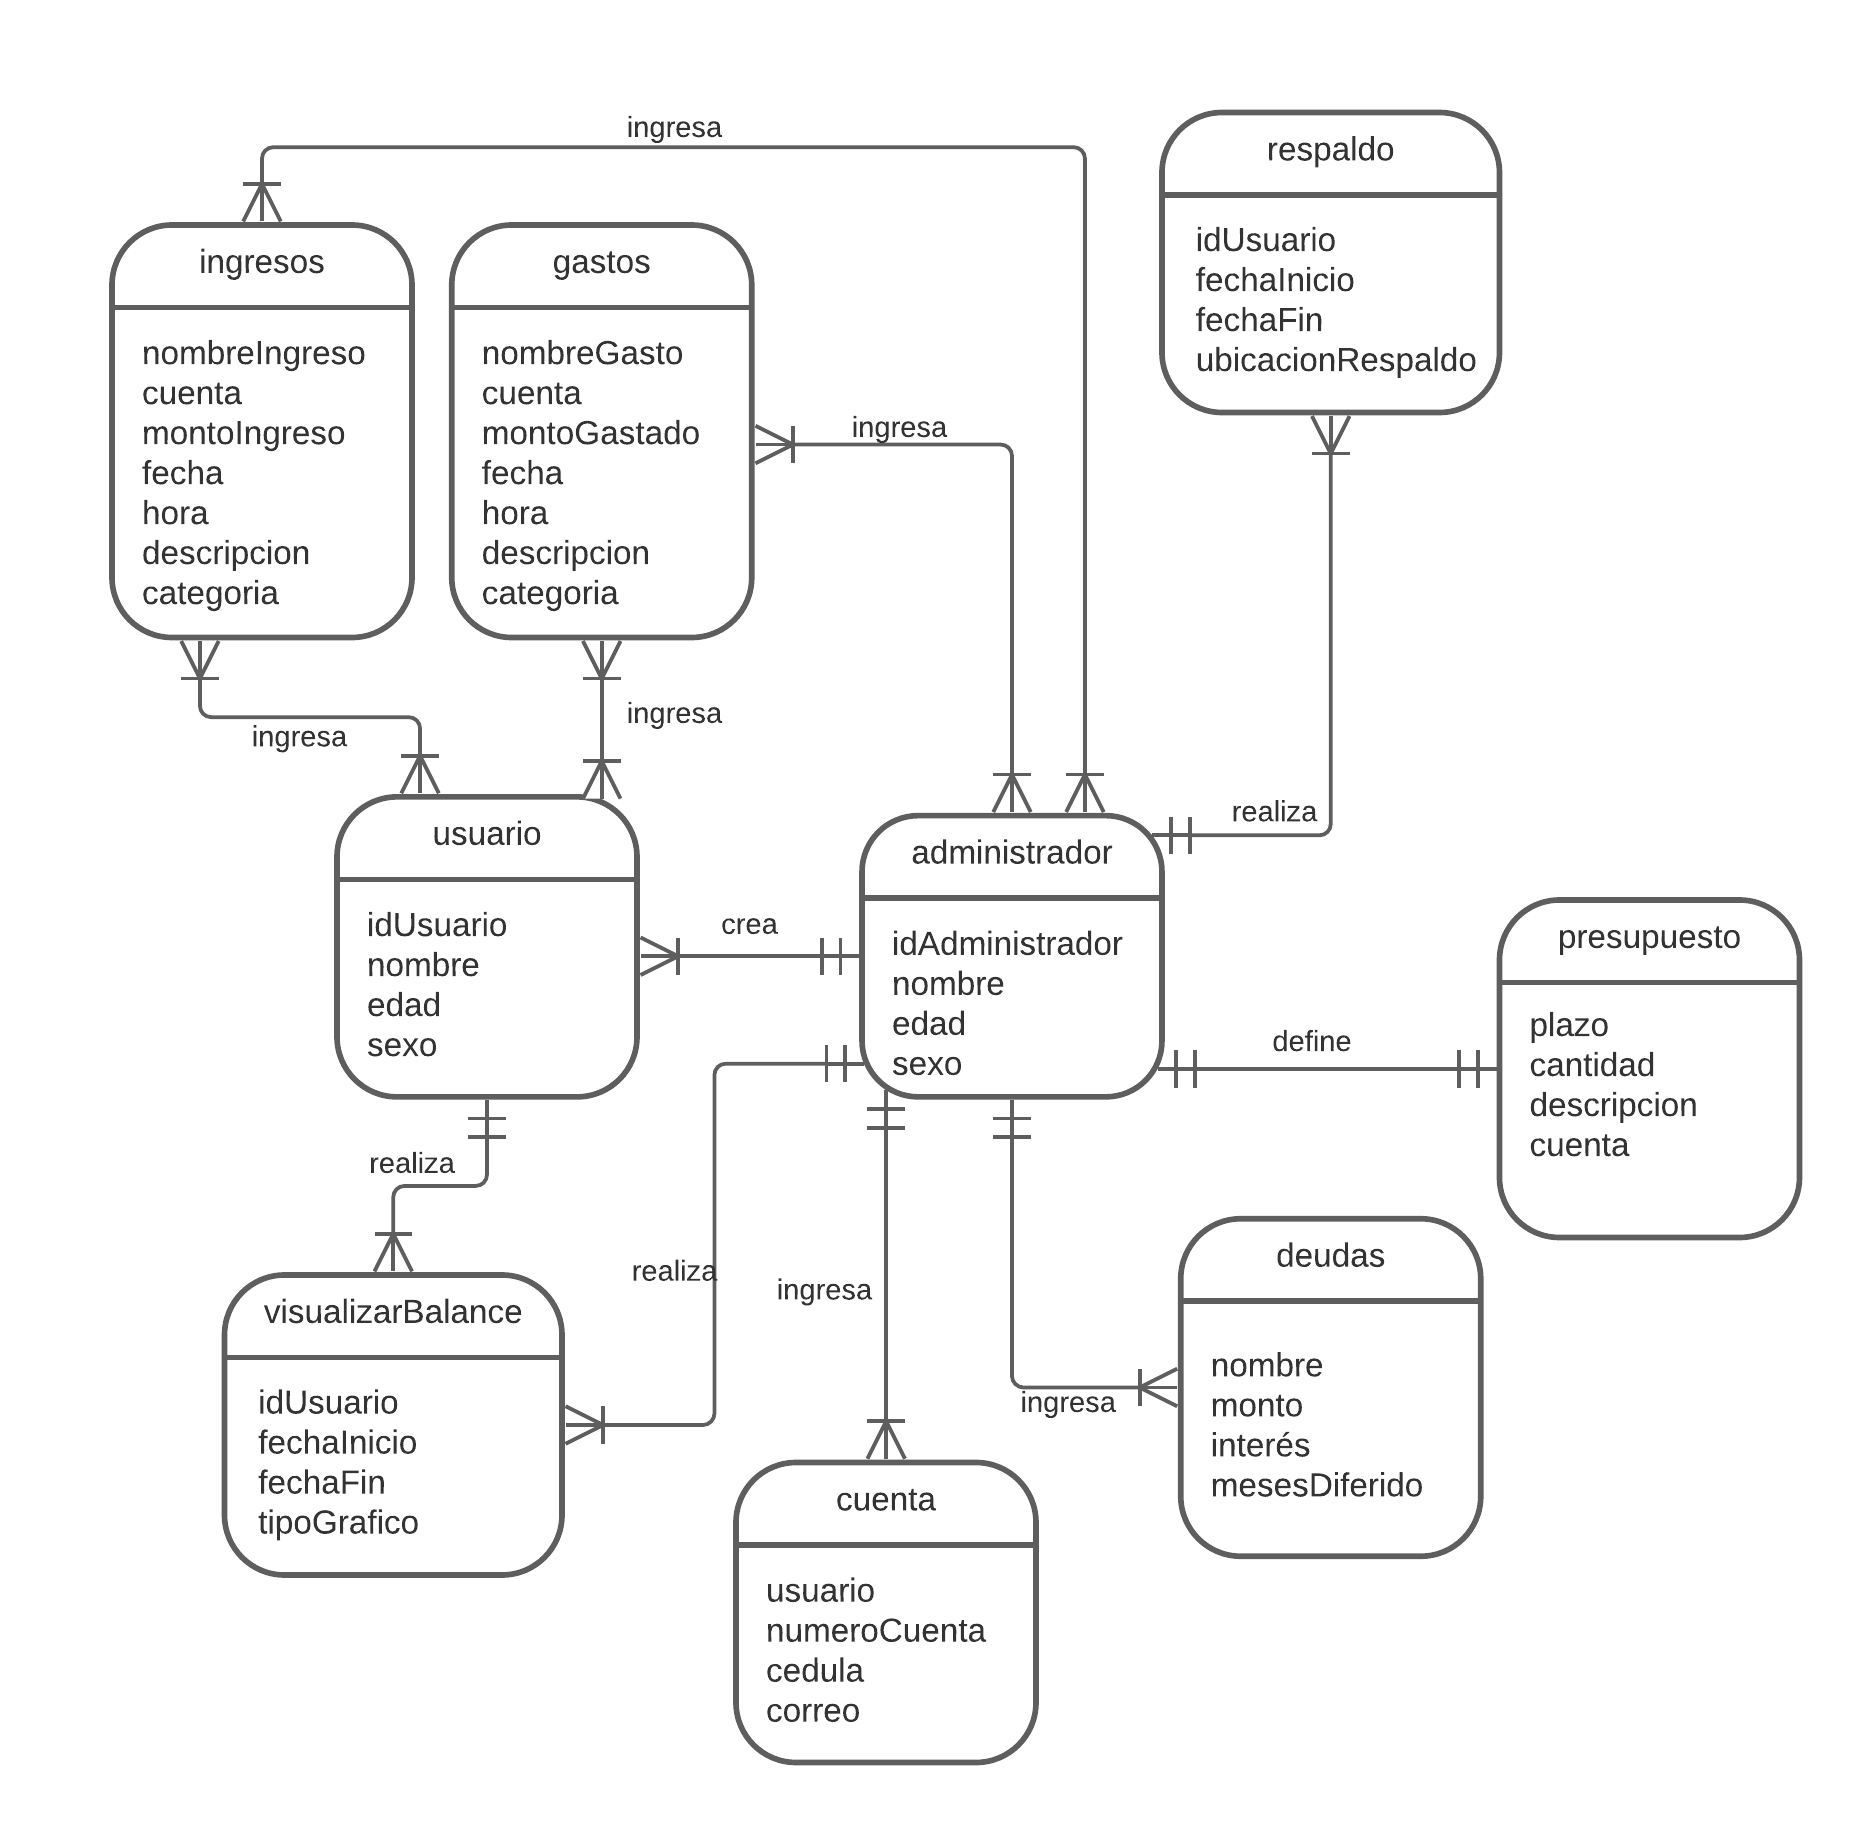 ingresa
respaldo
idUsuario
fechaInicio
fechaFin
ubicacionRespaldo
ingresos
nombreIngreso
cuenta
montoIngreso
fecha
hora
descripcion
categoria
gastos
nombreGasto
cuenta
montoGastado
fecha
hora
descripcion
categoria
ingresa
ingresa
ingresa
realiza
usuario
idUsuario
nombre
edad
sexo
crea
administrador
idAdministrador
nombre
edad
sexo
define
presupuesto
plazo
cantidad
descripcion
cuenta
realiza
realiza
ingresa
ingresa
deudas
nombre
monto
interés
mesesDiferido
visualizarBalance
idUsuario
fechaInicio
fechaFin
tipoGrafico
cuenta
usuario
numeroCuenta
cedula
correo